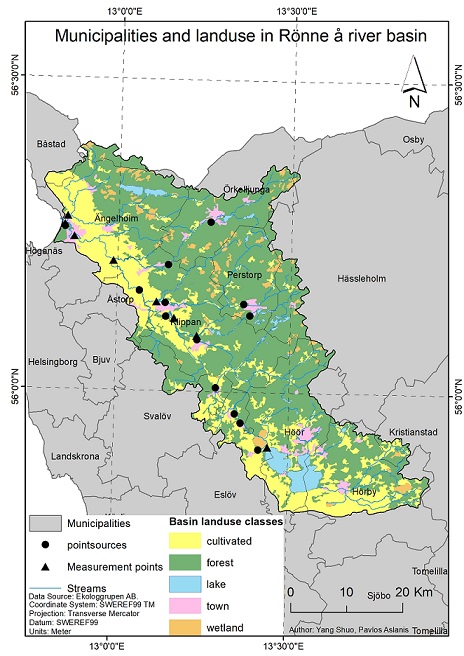 13°0'0"E
13°30'0"E
Municipalities and landuse in Rönne å river basin
56°30'0"N
56°30'0"N
N
Osby
Båstad
Örkelljunga
Ängelholm
Höganäs
Perstorp
Hässleholm
Åstorp
Klippan
Helsingborg
Bjuv
56°0'0"N
56°0'0"N
Svalöv
Höör
Kristianstad
Landskrona
Eslöv
Hörby
Municipalities
pointsources
Measurement points
Streams
Basin landuse classes
cultivated
forest
lake
town
wetland
Tomelilla
Sjöbo
0 10 20 Km
Data Source: Ekologgrupen AB.
Coordinate System: SWEREF99 TM
Projection: Transverse Mercator
Datum: SWEREF99
Units: Meter
Author: Yang Shuo, Pavlos Aslanis
Tomelilla
13°0'0"E
13°30'0"E